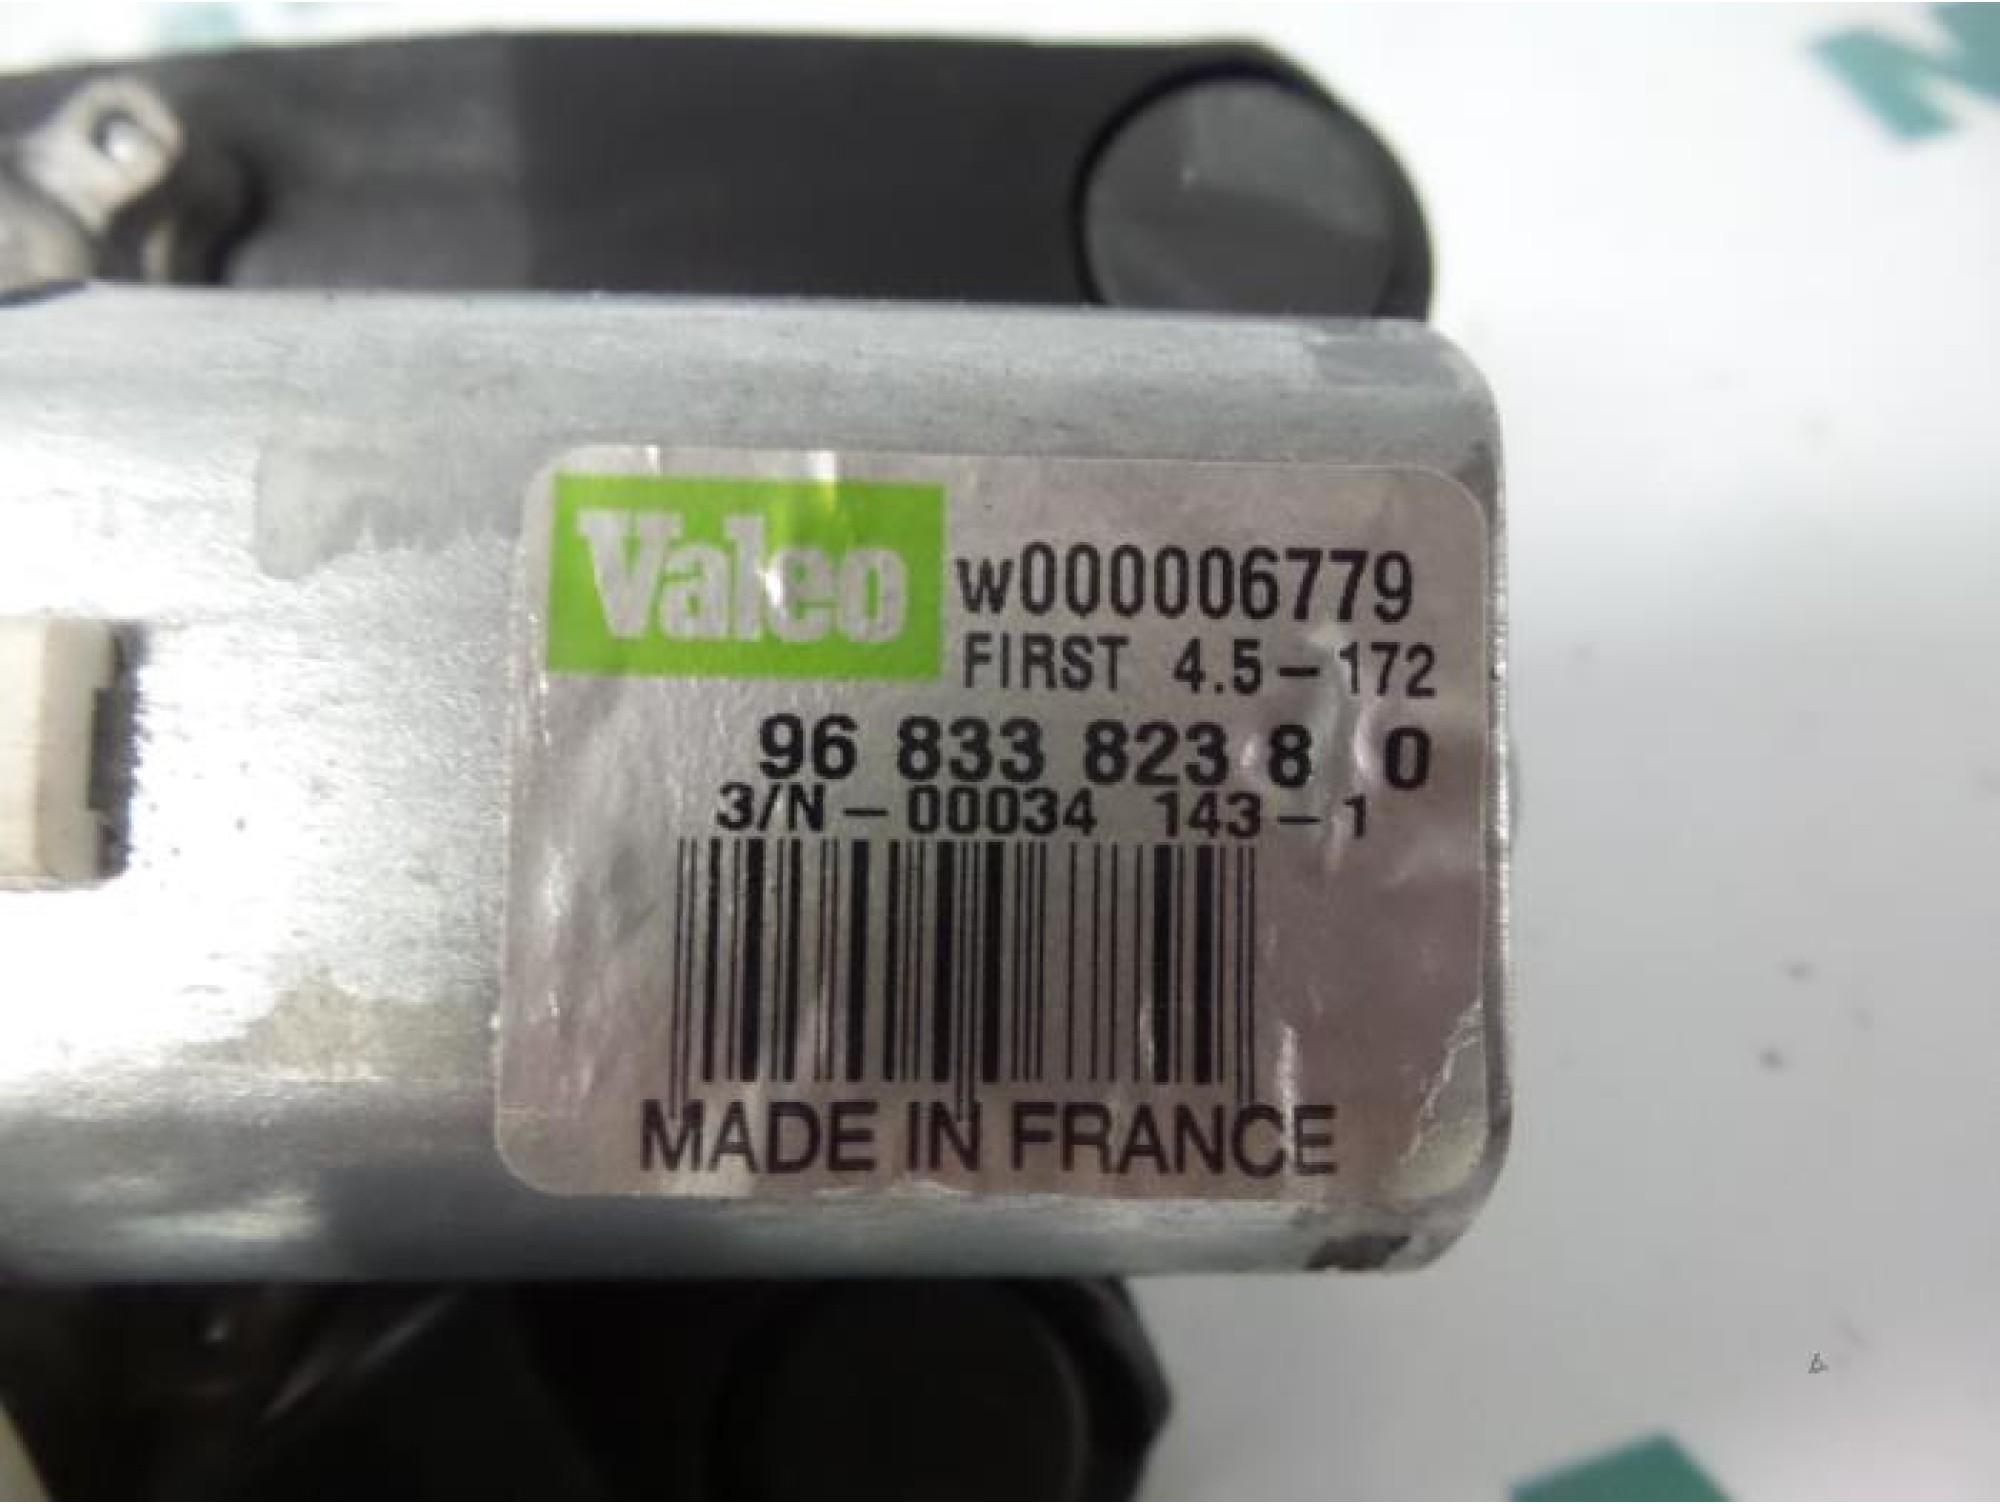 Valeo
w000006779
FIRST 4.5-172
96 833 823 8 0
3/N-00034 143-1
MADE IN FRANCE